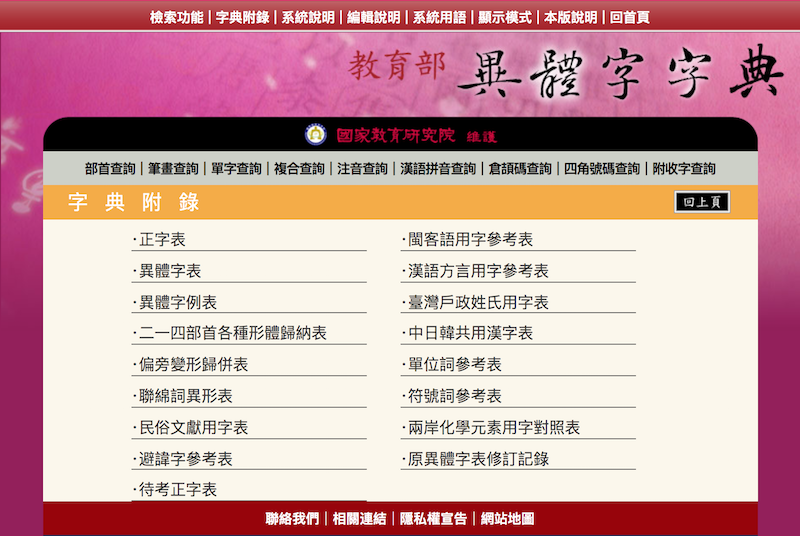 檢索功能｜字典附錄｜系統說明｜編輯說明｜系統用語｜顯示模式｜本版說明｜回首頁
教育部 異體字字典
國家教育研究院 維護
部首查詢｜筆畫查詢｜單字查詢｜複合查詢｜注音查詢｜漢語拼音查詢｜倉頡碼查詢｜四角號碼查詢｜附收字查詢
字典附錄
回上頁
·正字表
·異體字表
·異體字例表
·二一四部首各種形體歸納表
·偏旁變形歸併表
·聯綿詞異形表
·民俗文獻用字表
·避諱字參考表
·待考正字表
·閩客語用字參考表
·漢語方言用字參考表
·臺灣戶政姓氏用字表
·中日韓共用漢字表
·單位詞參考表
·符號詞參考表
·兩岸化學元素用字對照表
·原異體字表修訂記錄
聯絡我們｜相關連結｜隱私權宣告｜網站地圖